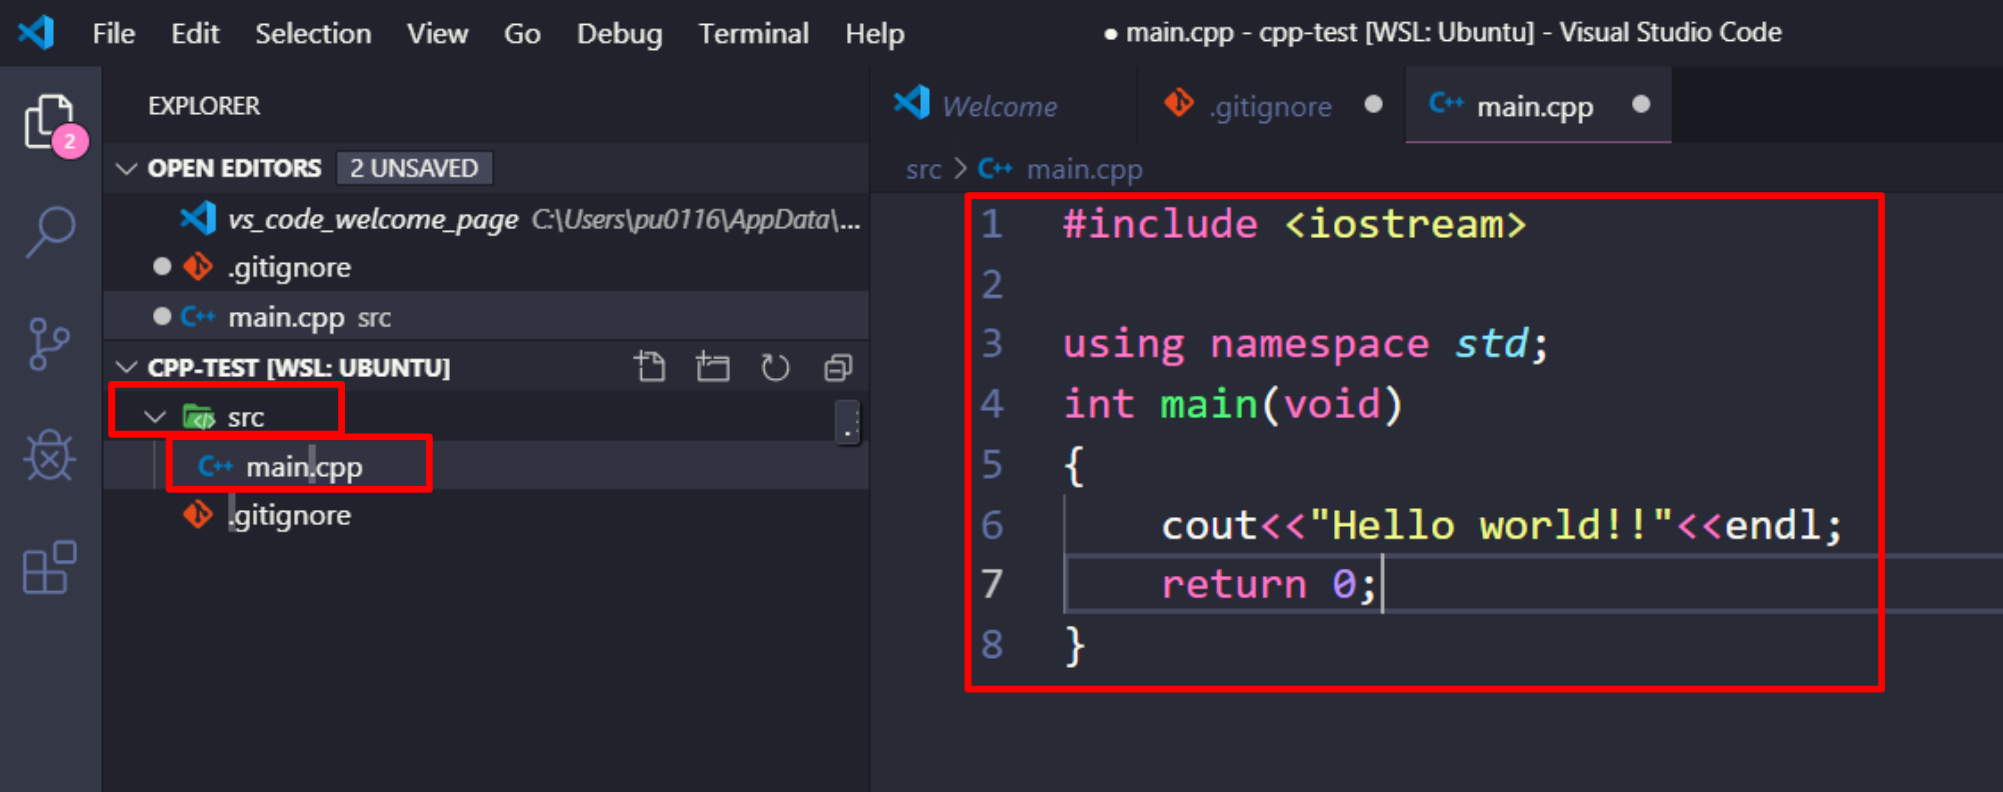 File Edit Selection View Go Debug Terminal Help
● main.cpp - cpp-test [WSL: Ubuntu] - Visual Studio Code
2
EXPLORER
OPEN EDITORS 2 UNSAVED
vs_code_welcome_page C:\Users\pu0116\AppData\...
.gitignore
main.cpp src
CPP-TEST [WSL: UBUNTU]
src
main.cpp
.gitignore
Welcome
.gitignore
C++ main.cpp
src > C++ main.cpp
1 #include <iostream>
2
3 using namespace std;
4 int main(void)
5 {
6     cout<<"Hello world!!"<<endl;
7     return 0;
8 }